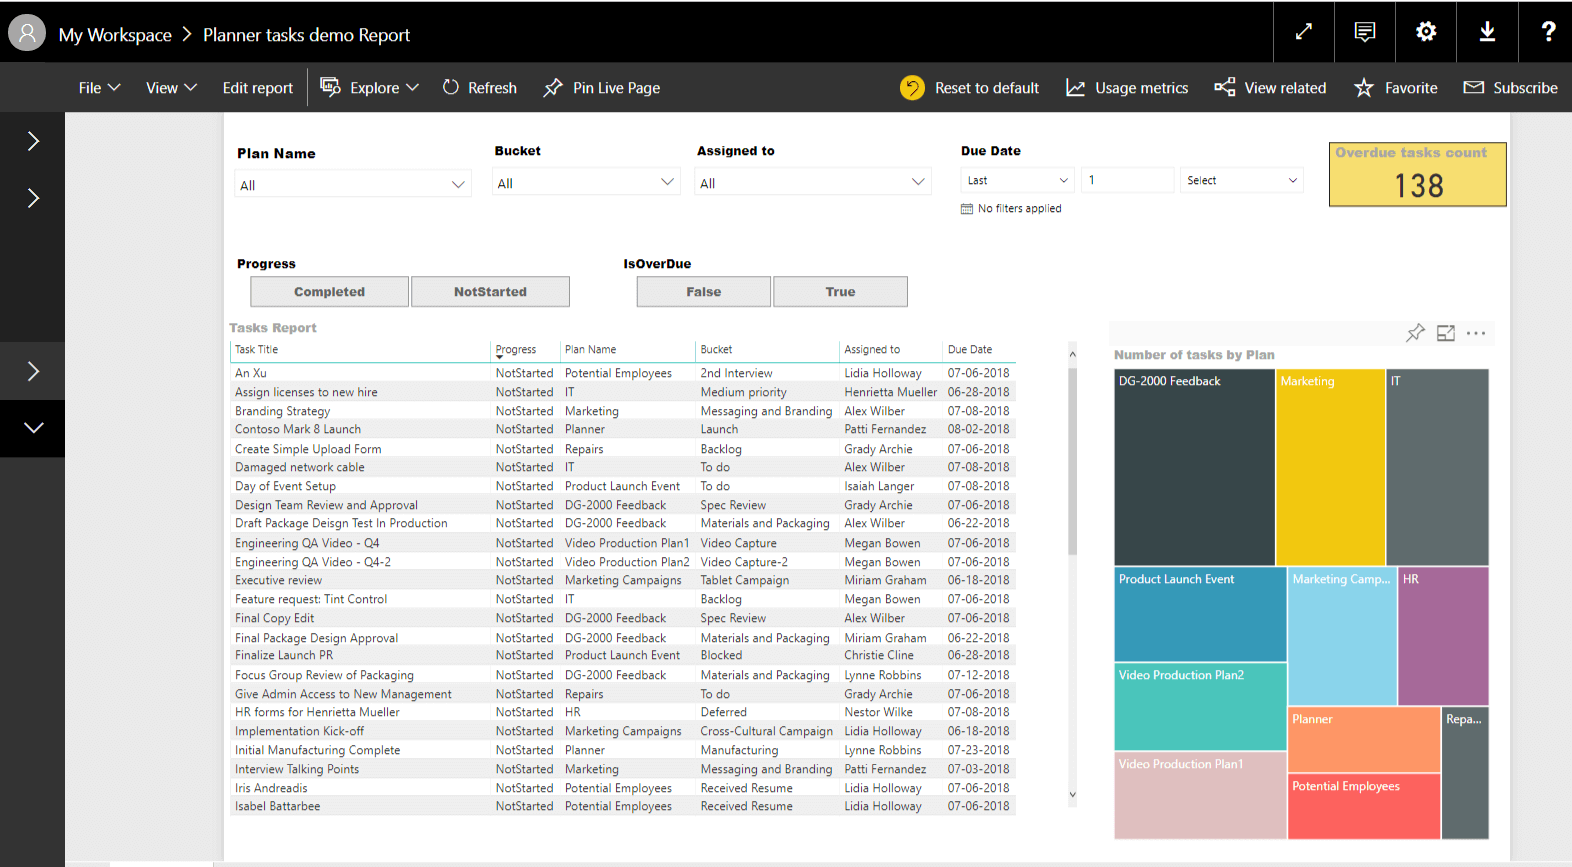 My Workspace > Planner tasks demo Report ?
File View Edit report Explore Refresh Pin Live Page Reset to default Usage metrics View related Favorite Subscribe
Plan Name Bucket Assigned to Due Date Overdue tasks count
All All All Last 1 Select 138
No filters applied
Progress IsOverDue
Completed NotStarted False True
Tasks Report
Task Title Progress Plan Name Bucket Assigned to Due Date
An Xu NotStarted Potential Employees 2nd Interview Lidia Holloway 07-06-2018
Assign licenses to new hire NotStarted IT Medium priority Henrietta Mueller 06-28-2018
Branding Strategy NotStarted Marketing Messaging and Branding Alex Wilber 07-08-2018
Contoso Mark 8 Launch NotStarted Planner Launch Patti Fernandez 08-02-2018
Create Simple Upload Form NotStarted Repairs Backlog Grady Archie 07-06-2018
Damaged network cable NotStarted IT To do Alex Wilber 07-08-2018
Day of Event Setup NotStarted Product Launch Event To do Isaiah Langer 07-08-2018
Design Team Review and Approval NotStarted DG-2000 Feedback Spec Review Grady Archie 07-06-2018
Draft Package Deisgn Test In Production NotStarted DG-2000 Feedback Materials and Packaging Alex Wilber 06-22-2018
Engineering QA Video - Q4 NotStarted Video Production Plan1 Video Capture Megan Bowen 07-06-2018
Engineering QA Video - Q4-2 NotStarted Video Production Plan2 Video Capture-2 Megan Bowen 07-06-2018
Executive review NotStarted Marketing Campaigns Tablet Campaign Miriam Graham 06-18-2018
Feature request: Tint Control NotStarted IT Backlog Megan Bowen 07-06-2018
Final Copy Edit NotStarted DG-2000 Feedback Spec Review Alex Wilber 07-06-2018
Final Package Design Approval NotStarted DG-2000 Feedback Materials and Packaging Miriam Graham 06-22-2018
Finalize Launch PR NotStarted Product Launch Event Blocked Christie Cline 06-28-2018
Focus Group Review of Packaging NotStarted DG-2000 Feedback Materials and Packaging Lynne Robbins 07-12-2018
Give Admin Access to New Management NotStarted Repairs To do Grady Archie 07-06-2018
HR forms for Henrietta Mueller NotStarted HR Deferred Nestor Wilke 07-08-2018
Implementation Kick-off NotStarted Marketing Campaigns Cross-Cultural Campaign Lidia Holloway 06-18-2018
Initial Manufacturing Complete NotStarted Planner Manufacturing Lynne Robbins 07-23-2018
Interview Talking Points NotStarted Marketing Messaging and Branding Patti Fernandez 07-03-2018
Iris Andreadis NotStarted Potential Employees Received Resume Lidia Holloway 07-06-2018
Isabel Battarbee NotStarted Potential Employees Received Resume Lidia Holloway 07-06-2018
Number of tasks by Plan
DG-2000 Feedback Marketing IT
Product Launch Event Marketing Camp... HR
Video Production Plan2
Planner Repa...
Video Production Plan1
Potential Employees